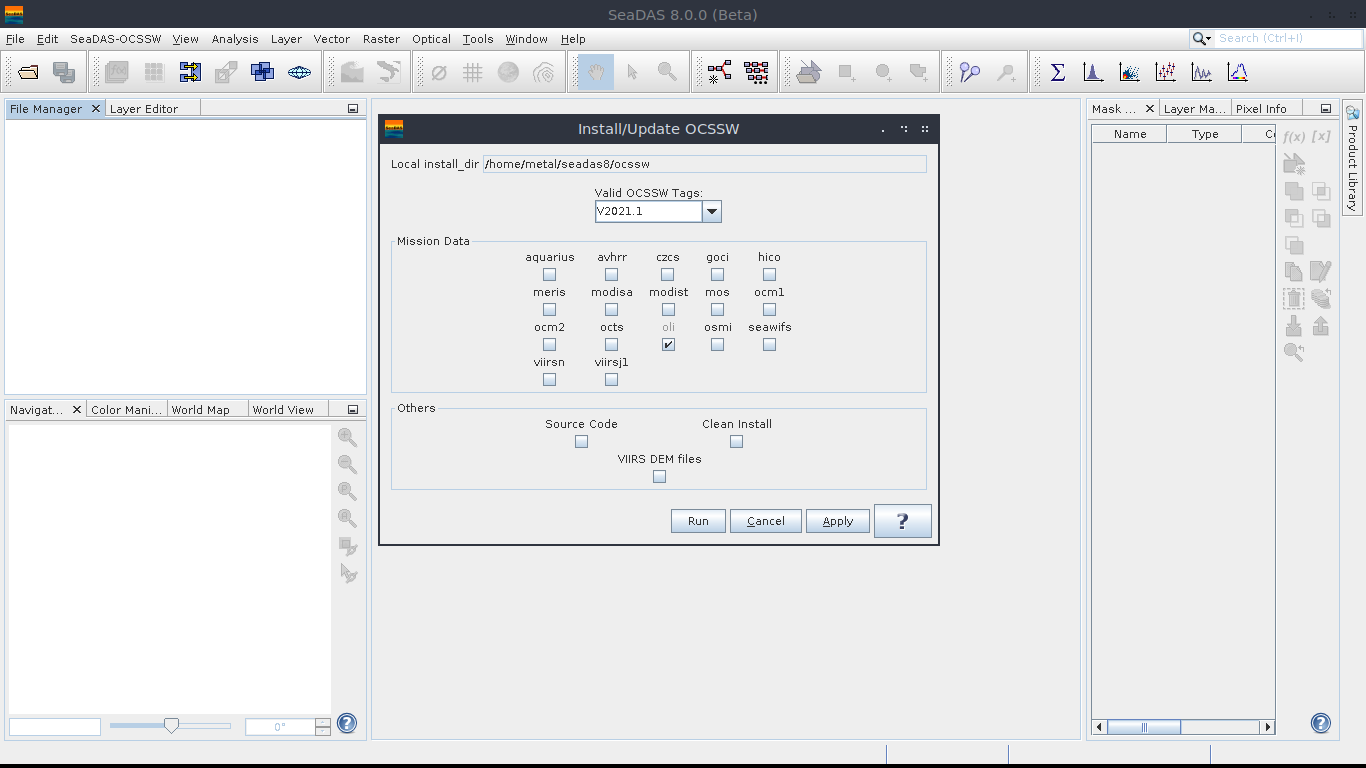 SeaDAS 8.0.0 (Beta)
File Edit SeaDAS-OCSSW View Analysis Layer Vector Raster Optical Tools Window Help
Search (Ctrl+I)
File Manager
Layer Editor
Install/Update OCSSW
Local install_dir /home/metal/seadas8/ocssw
Valid OCSSW Tags:
V2021.1
Mission Data
aquarius avhrr czcs goci hico
meris modisa modist mos ocm1
ocm2 octs oli osmi seawifs
viirsn viirsj1
Others
Source Code Clean Install
VIIRS DEM files
Run Cancel Apply ?
Mask ... Layer Ma... Pixel Info
Name Type
f(x) [x]
Product Library
Navigat... Color Mani... World Map World View
0°
?
?